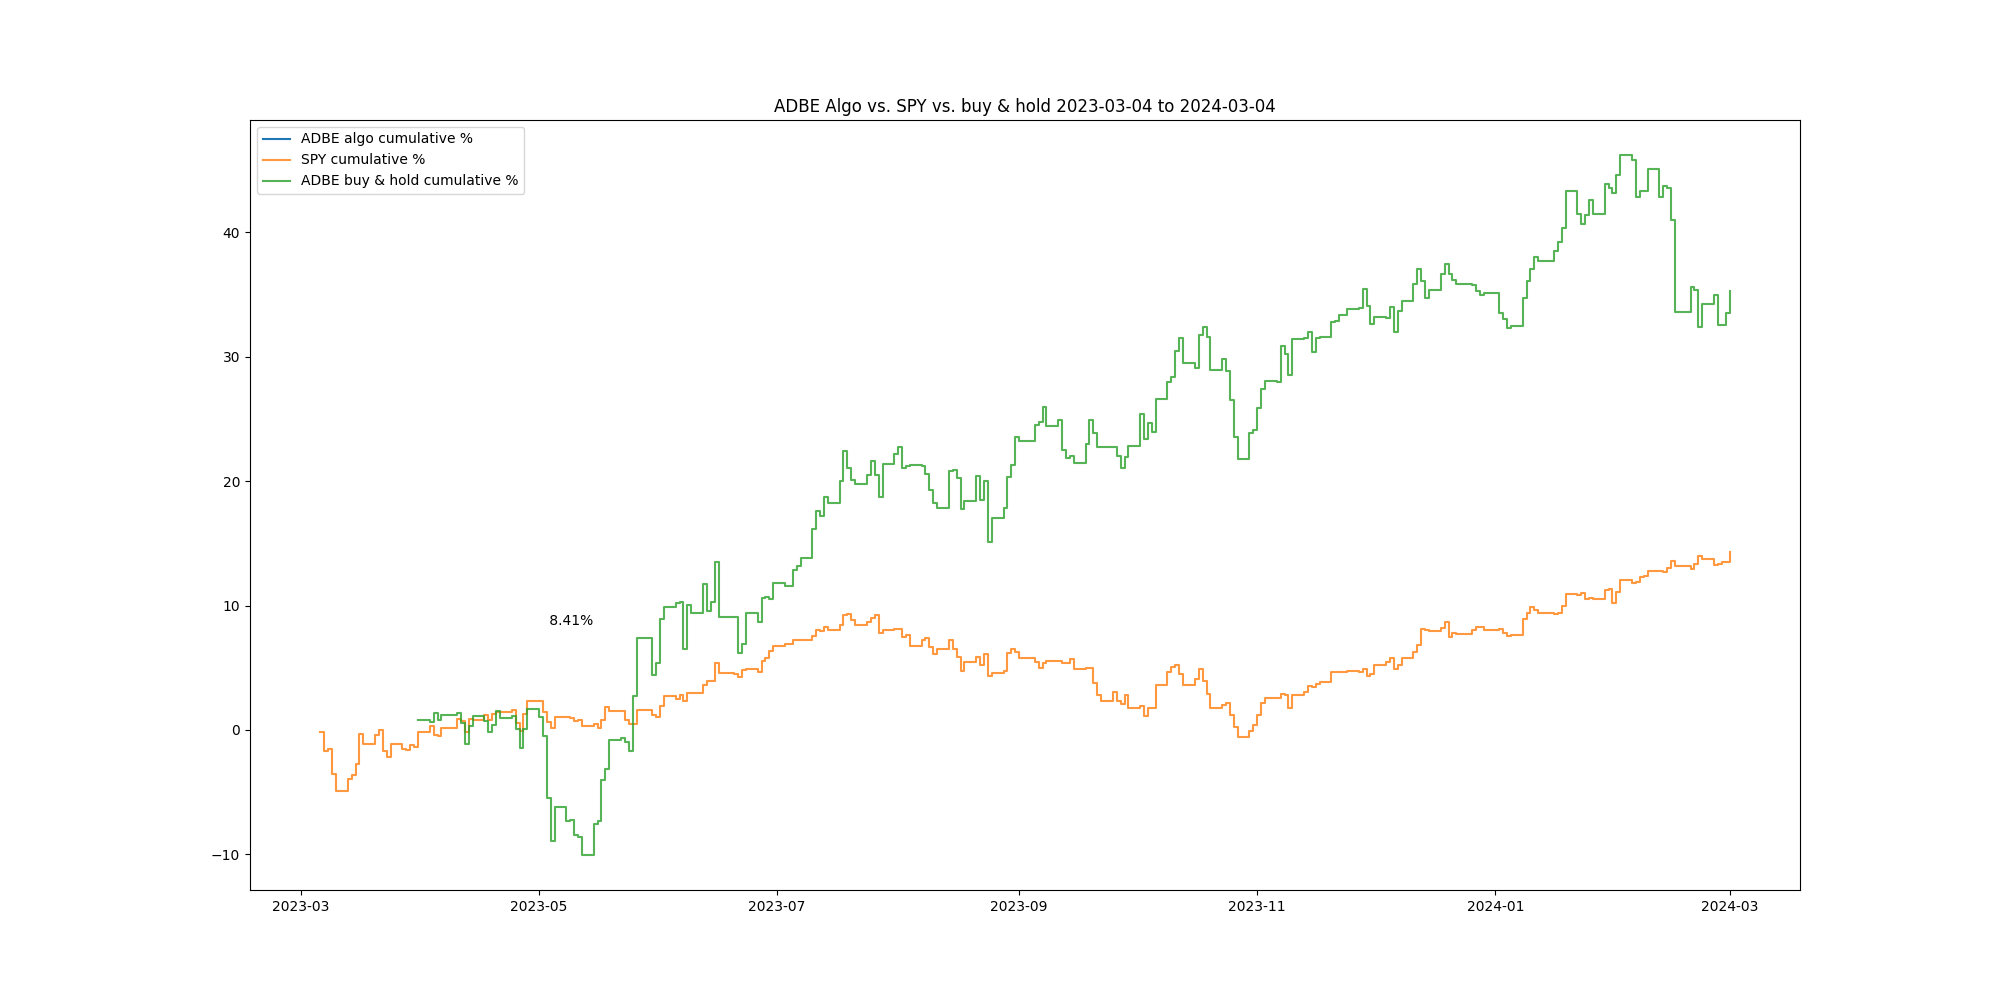 ADBE Algo vs. SPY vs. buy & hold 2023-03-04 to 2024-03-04
ADBE algo cumulative %
SPY cumulative %
ADBE buy & hold cumulative %
40
30
20
10
8.41%
0
−10
2023-03 2023-05 2023-07 2023-09 2023-11 2024-01 2024-03